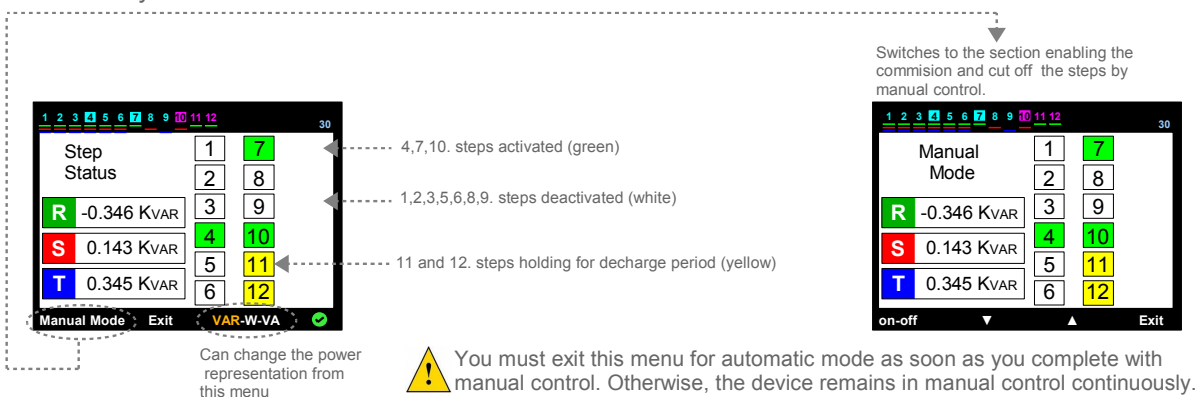 Switches to the section enabling the
commision and cut off the steps by
manual control.
1 2 3 4 5 6 7 8 9 10 11 12
30
Step
Status
1 7
2 8
3 9
4 10
5 11
6 12
R -0.346 KVAR
S 0.143 KVAR
T 0.345 KVAR
Manual Mode Exit VAR-W-VA
4,7,10. steps activated (green)
1,2,3,5,6,8,9. steps deactivated (white)
11 and 12. steps holding for decharge period (yellow)
1 2 3 4 5 6 7 8 9 10 11 12
30
Manual
Mode
1 7
2 8
3 9
4 10
5 11
6 12
R -0.346 KVAR
S 0.143 KVAR
T 0.345 KVAR
on-off ▼ ▲ Exit
Can change the power
representation from
this menu
! You must exit this menu for automatic mode as soon as you complete with
manual control. Otherwise, the device remains in manual control continuously.